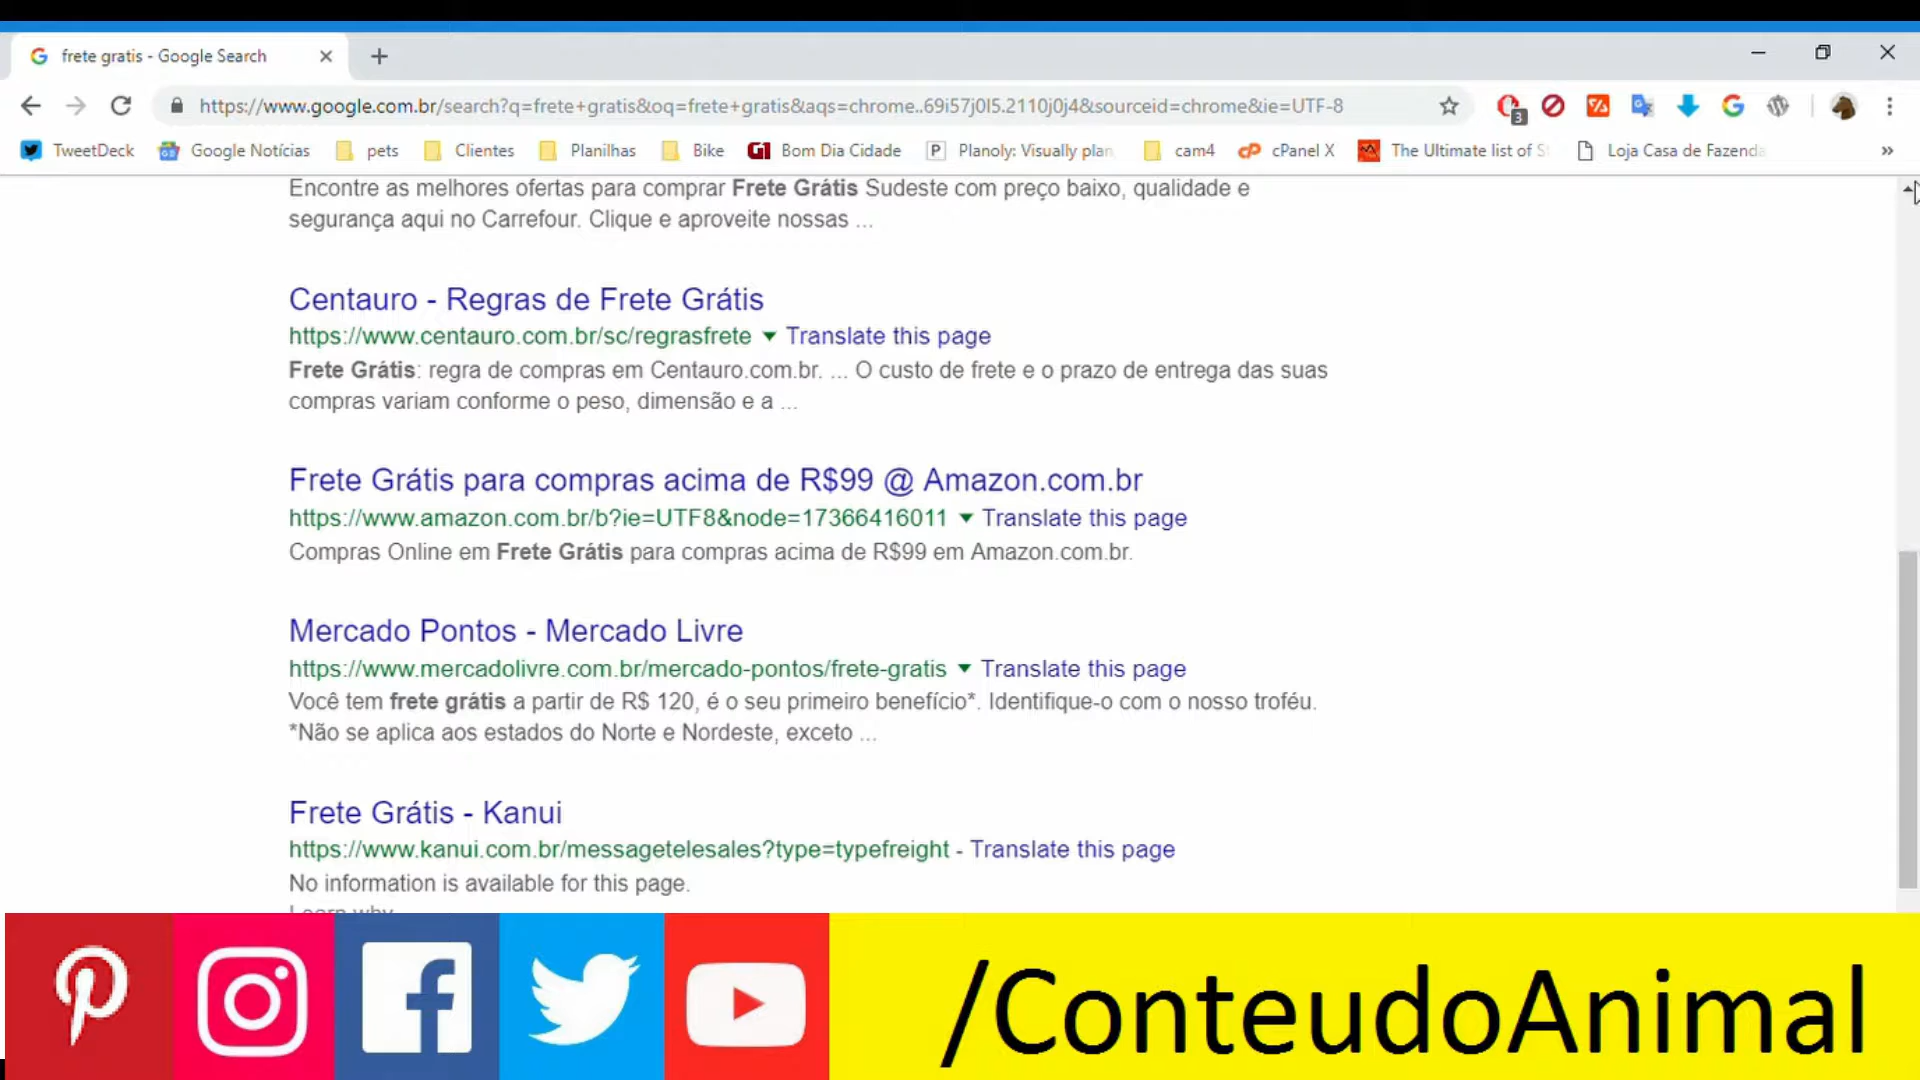 frete gratis - Google Search
https://www.google.com.br/search?q=frete+gratis&oq=frete+gratis&aqs=chrome..69i57j0l5.2110j0j4&sourceid=chrome&ie=UTF-8
3
TweetDeck Google Notícias pets Clientes Planilhas Bike Bom Dia Cidade Planoly: Visually plan cam4 cPanel X The Ultimate list of S Loja Casa de Fazenda
Encontre as melhores ofertas para comprar Frete Grátis Sudeste com preço baixo, qualidade e
segurança aqui no Carrefour. Clique e aproveite nossas ...
Centauro - Regras de Frete Grátis
https://www.centauro.com.br/sc/regrasfrete ▼ Translate this page
Frete Grátis: regra de compras em Centauro.com.br. ... O custo de frete e o prazo de entrega das suas
compras variam conforme o peso, dimensão e a ...
Frete Grátis para compras acima de R$99 @ Amazon.com.br
https://www.amazon.com.br/b?ie=UTF8&node=17366416011 ▼ Translate this page
Compras Online em Frete Grátis para compras acima de R$99 em Amazon.com.br.
Mercado Pontos - Mercado Livre
https://www.mercadolivre.com.br/mercado-pontos/frete-gratis ▼ Translate this page
Você tem frete grátis a partir de R$ 120, é o seu primeiro benefício*. Identifique-o com o nosso troféu.
*Não se aplica aos estados do Norte e Nordeste, exceto ...
Frete Grátis - Kanui
https://www.kanui.com.br/messagetelesales?type=typefreight - Translate this page
No information is available for this page.
Learn why
/ConteudoAnimal